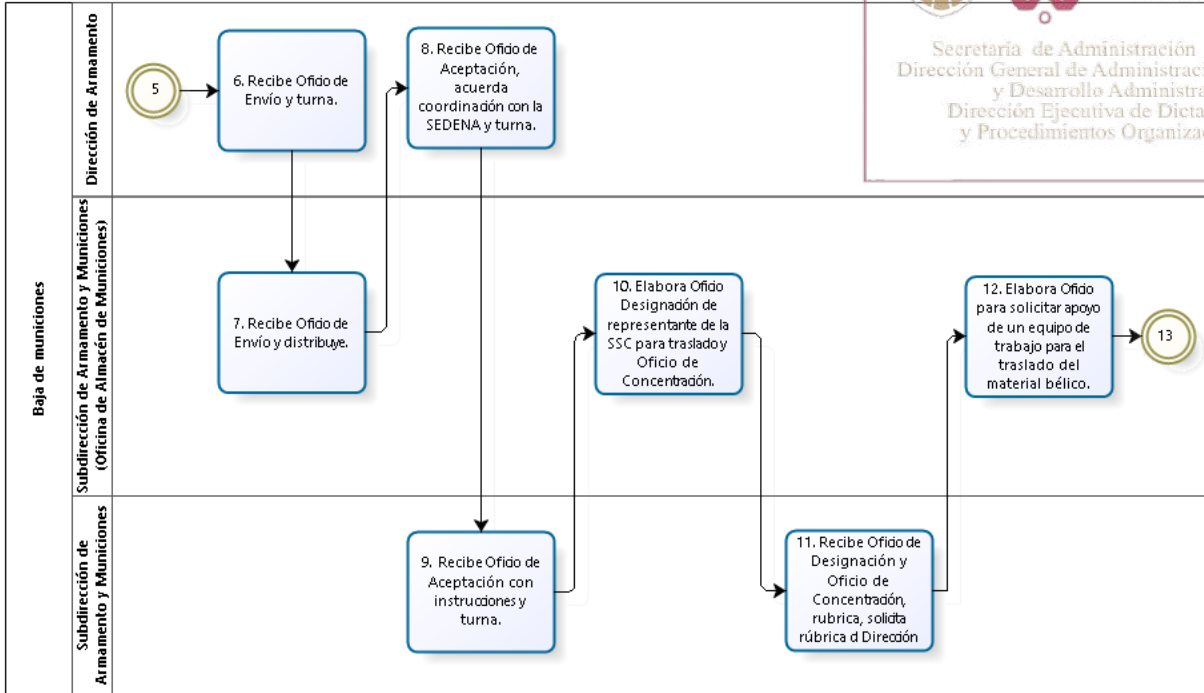 Baja de municiones
Dirección de Armamento
5
6. Recibe Oficio de
Envío y turna.
8. Recibe Oficio de
Aceptación,
acuerda
coordinación con la
SEDENA y turna.
Secretaria de Administración
Dirección General de
y Desarrollo
Dirección Ejecutiva de
y Procedimientos
Subdirección de Armamento y Municiones
(Oficina de Almacén de Municiones)
7. Recibe Oficio de
Envío y distribuye.
10. Elabora Oficio
Designación de
representante de la
SSC para traslado y
Oficio de
Concentración.
12. Elabora Oficio
para solicitar apoyo
de un equipo de
trabajo para el
traslado del
material bélico.
13
Subdirección de
Armamento y Municiones
9. Recibe Oficio de
Aceptación con
instrucciones y
turna.
11. Recibe Oficio de
Designación y
Oficio de
Concentración,
rubrica, solicita
rúbrica d Dirección